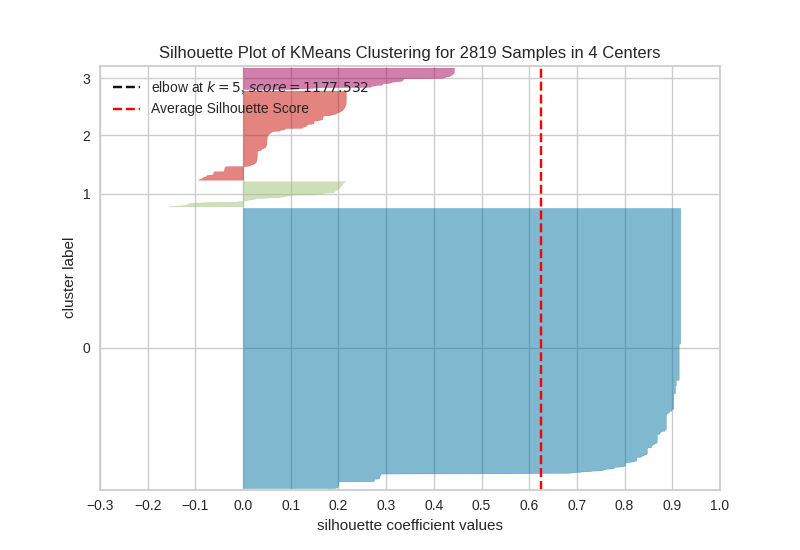 Silhouette Plot of KMeans Clustering for 2819 Samples in 4 Centers
elbow at k = 5, score = 1177.532
Average Silhouette Score
3
2
1
0
cluster label
−0.3 −0.2 −0.1 0.0 0.1 0.2 0.3 0.4 0.5 0.6 0.7 0.8 0.9 1.0
silhouette coefficient values